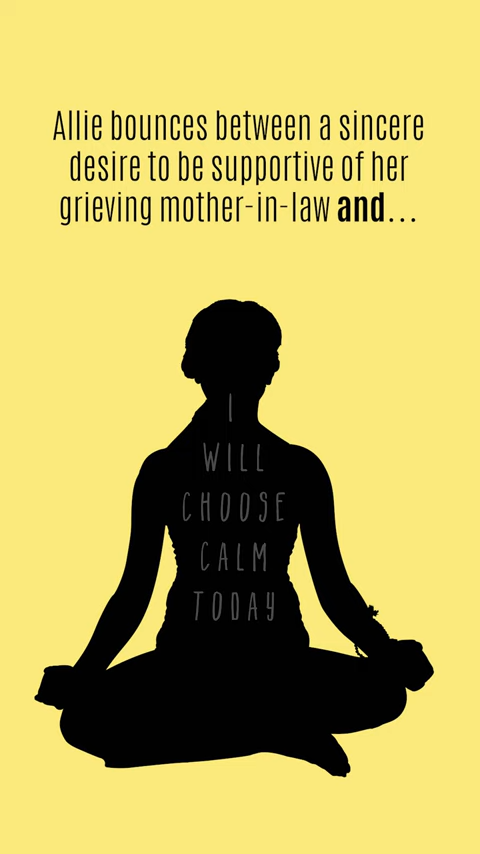 Allie bounces between a sincere
desire to be supportive of her
grieving mother-in-law and...
I
WILL
CHOOSE
CALM
TODAY